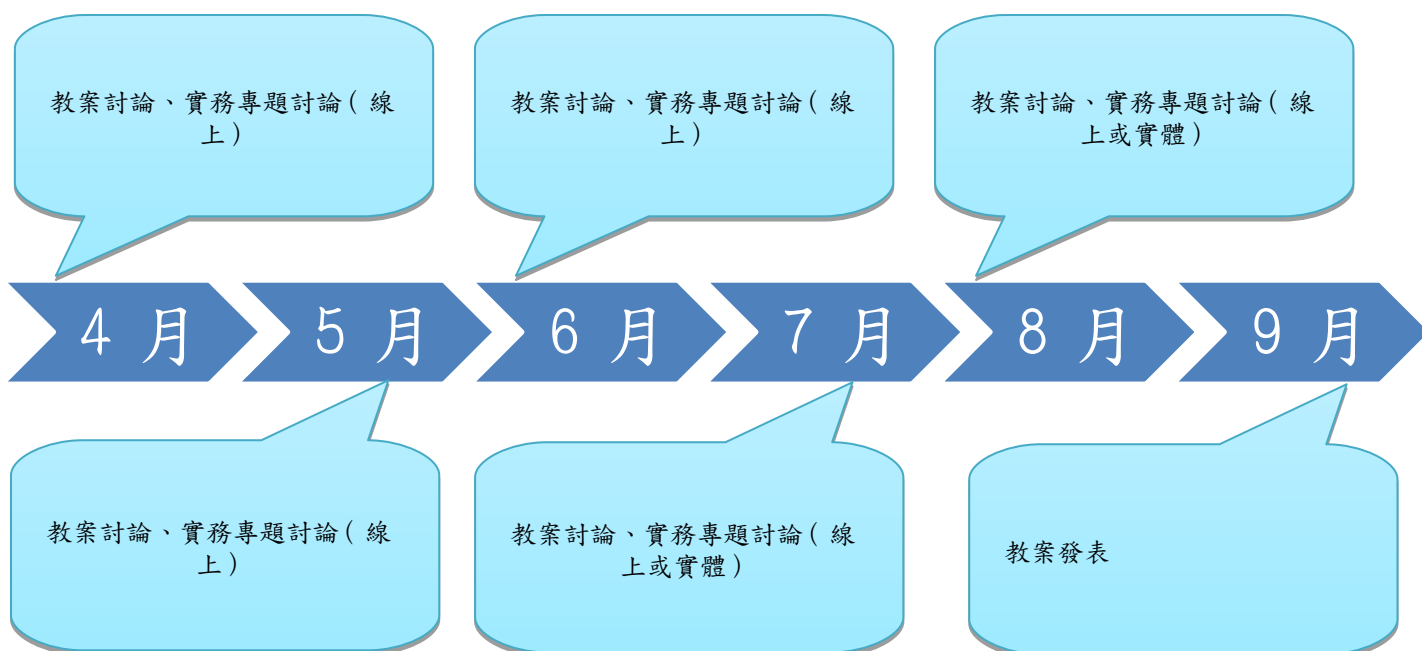 教案討論、實務專題討論(線
上)
教案討論、實務專題討論(線
上)
教案討論、實務專題討論(線
上或實體)
4 月
5 月
6 月
7 月
8 月
9 月
教案討論、實務專題討論(線
上)
教案討論、實務專題討論(線
上或實體)
教案發表